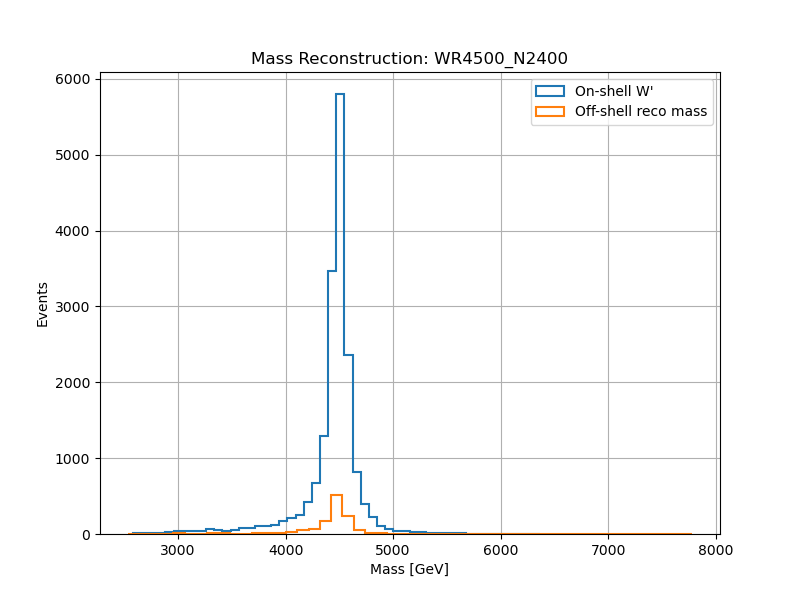 Mass Reconstruction: WR4500_N2400
On-shell W'
Off-shell reco mass
6000
5000
4000
3000
2000
1000
0
Events
3000 4000 5000 6000 7000 8000
Mass [GeV]